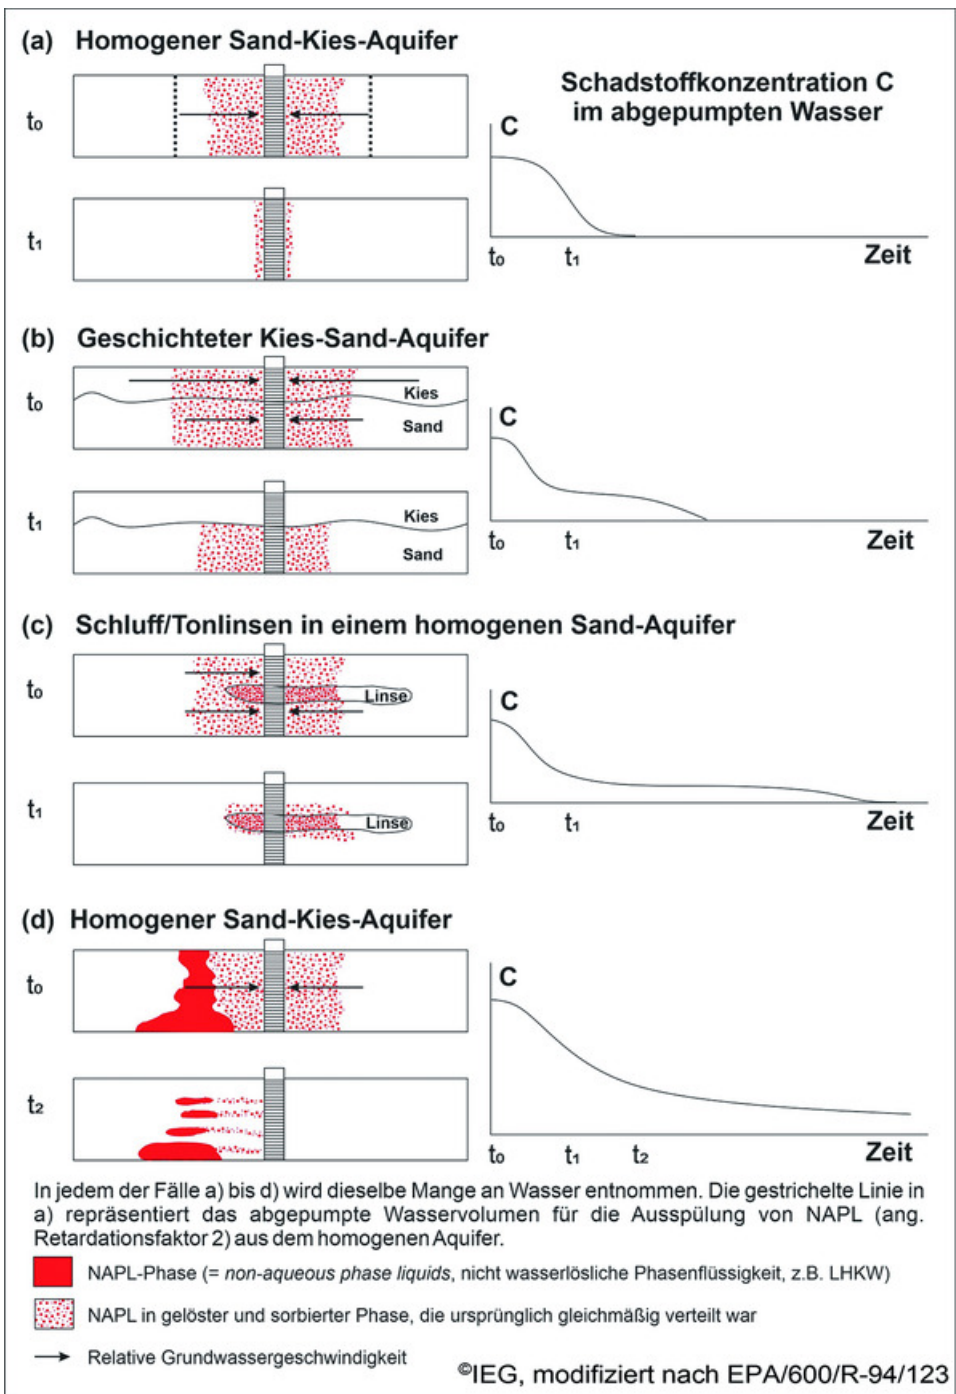 (a) Homogener Sand-Kies-Aquifer
Schadstoffkonzentration C
im abgepumpten Wasser
t₀
C
t₀ t₁ Zeit
t₁
(b) Geschichteter Kies-Sand-Aquifer
t₀
Kies
Sand
C
t₁
Kies
Sand
t₀ t₁ Zeit
(c) Schluff/Tonlinsen in einem homogenen Sand-Aquifer
t₀
Linse
C
t₁
Linse
t₀ t₁ Zeit
(d) Homogener Sand-Kies-Aquifer
t₀
C
t₂
t₀ t₁ t₂ Zeit
In jedem der Fälle a) bis d) wird dieselbe Mange an Wasser entnommen. Die gestrichelte Linie in
a) repräsentiert das abgepumpte Wasservolumen für die Ausspülung von NAPL (ang.
Retardationsfaktor 2) aus dem homogenen Aquifer.
NAPL-Phase (= non-aqueous phase liquids, nicht wasserlösliche Phasenflüssigkeit, z.B. LHKW)
NAPL in gelöster und sorbierter Phase, die ursprünglich gleichmäßig verteilt war
Relative Grundwassergeschwindigkeit
©IEG, modifiziert nach EPA/600/R-94/123